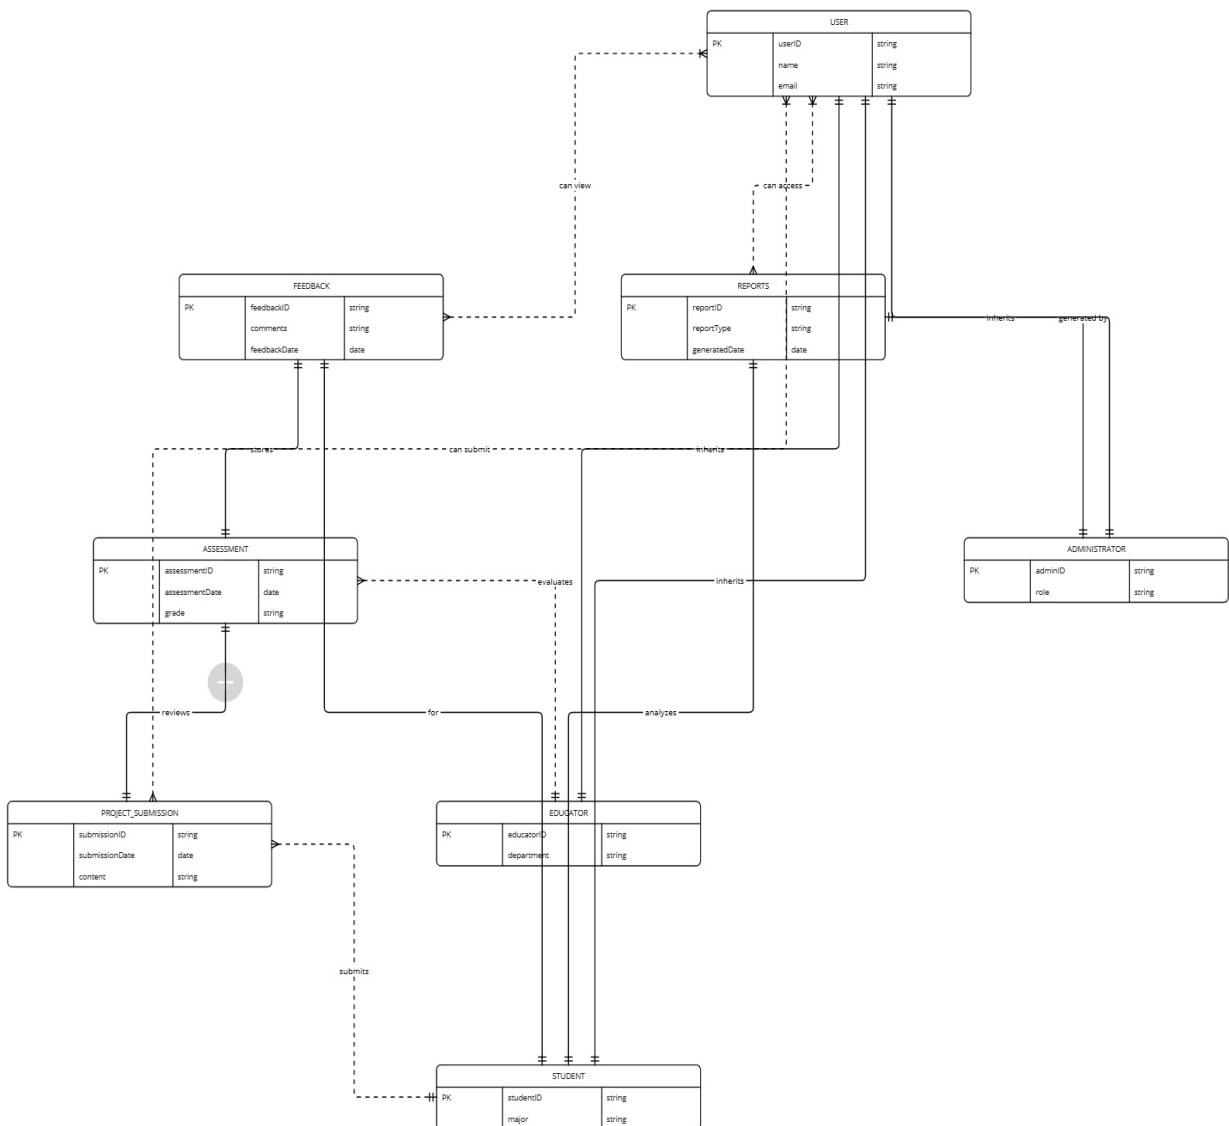 USER
PK userID string
name string
email string
can view
can access
FEEDBACK
PK feedbackID string
comments string
feedbackDate date
REPORTS
PK reportID string
reportType string
generatedDate date
inherits
generated by
stores
can submit
inherits
ASSESSMENT
PK assessmentID string
assessmentDate date
grade string
ADMINISTRATOR
PK adminID string
role string
evaluates
inherits
reviews
for
analyzes
PROJECT_SUBMISSION
PK submissionID string
submissionDate date
content string
EDUCATOR
PK educatorID string
department string
submits
STUDENT
PK studentID string
major string